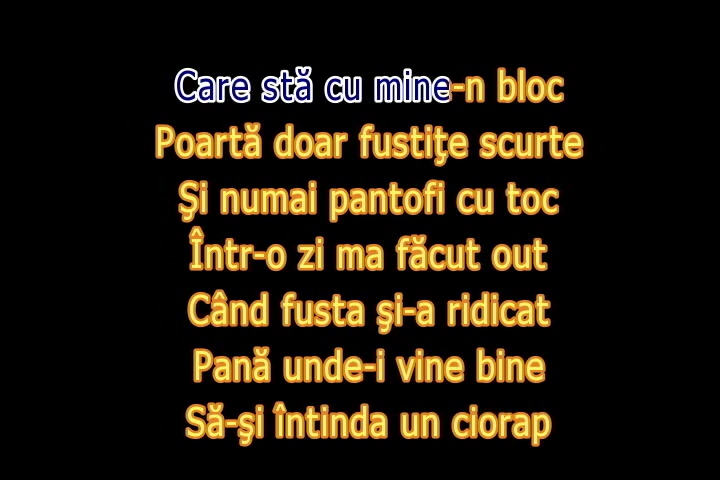 Care stă cu mine-n bloc
Poartă doar fustiţe scurte
Şi numai pantofi cu toc
Într-o zi ma făcut out
Când fusta şi-a ridicat
Pană unde-i vine bine
Să-şi întinda un ciorap